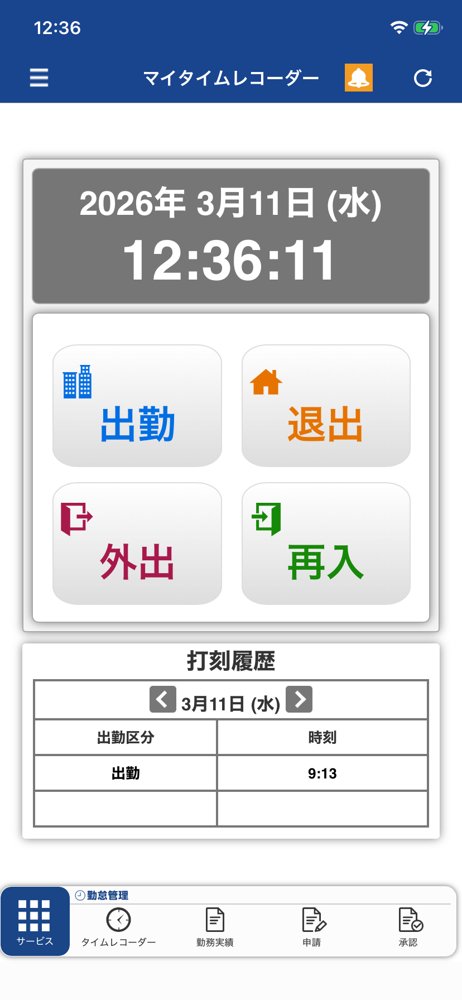 12:36
マイタイムレコーダー
2026年 3月11日 (水)
12:36:11
出勤
退出
外出
再入
打刻履歴
3月11日 (水)
出勤区分 時刻
出勤 9:13
勤怠管理
サービス
タイムレコーダー
勤務実績
申請
承認